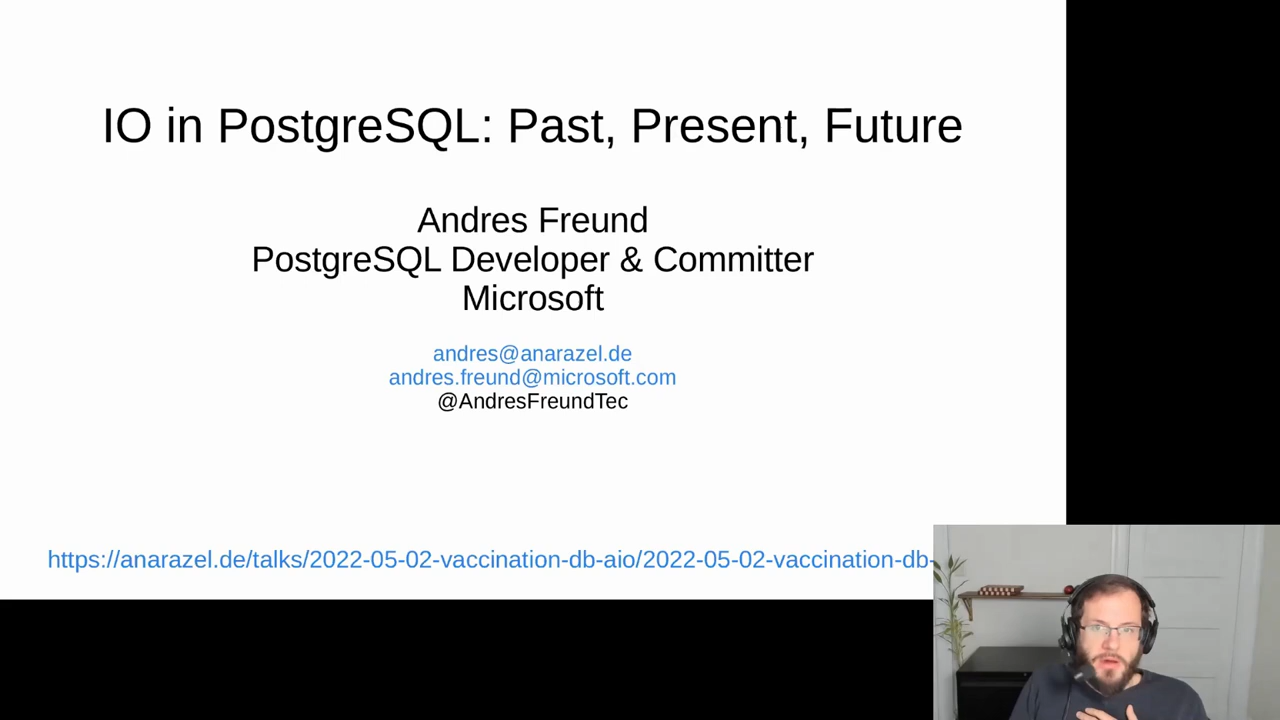 IO in PostgreSQL: Past, Present, Future
Andres Freund
PostgreSQL Developer & Committer
Microsoft
andres@anarazel.de
andres.freund@microsoft.com
@AndresFreundTec
https://anarazel.de/talks/2022-05-02-vaccination-db-aio/2022-05-02-vaccination-db-